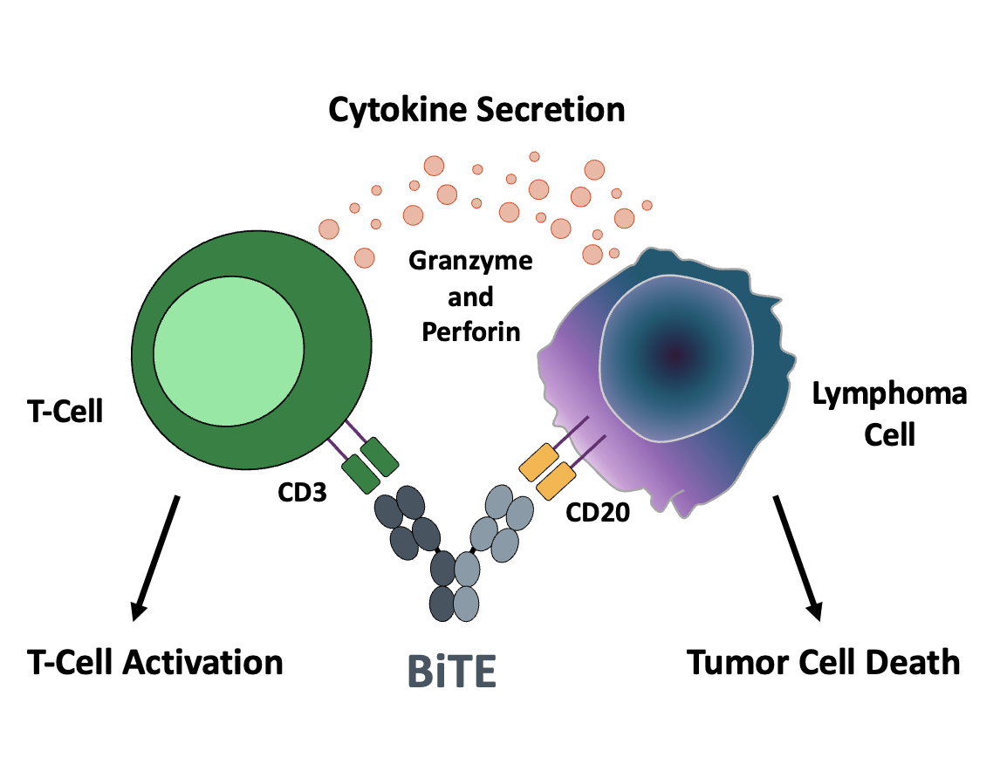 Cytokine Secretion
Granzyme
and
Perforin
T-Cell
Lymphoma
Cell
CD3
CD20
T-Cell Activation
BiTE
Tumor Cell Death